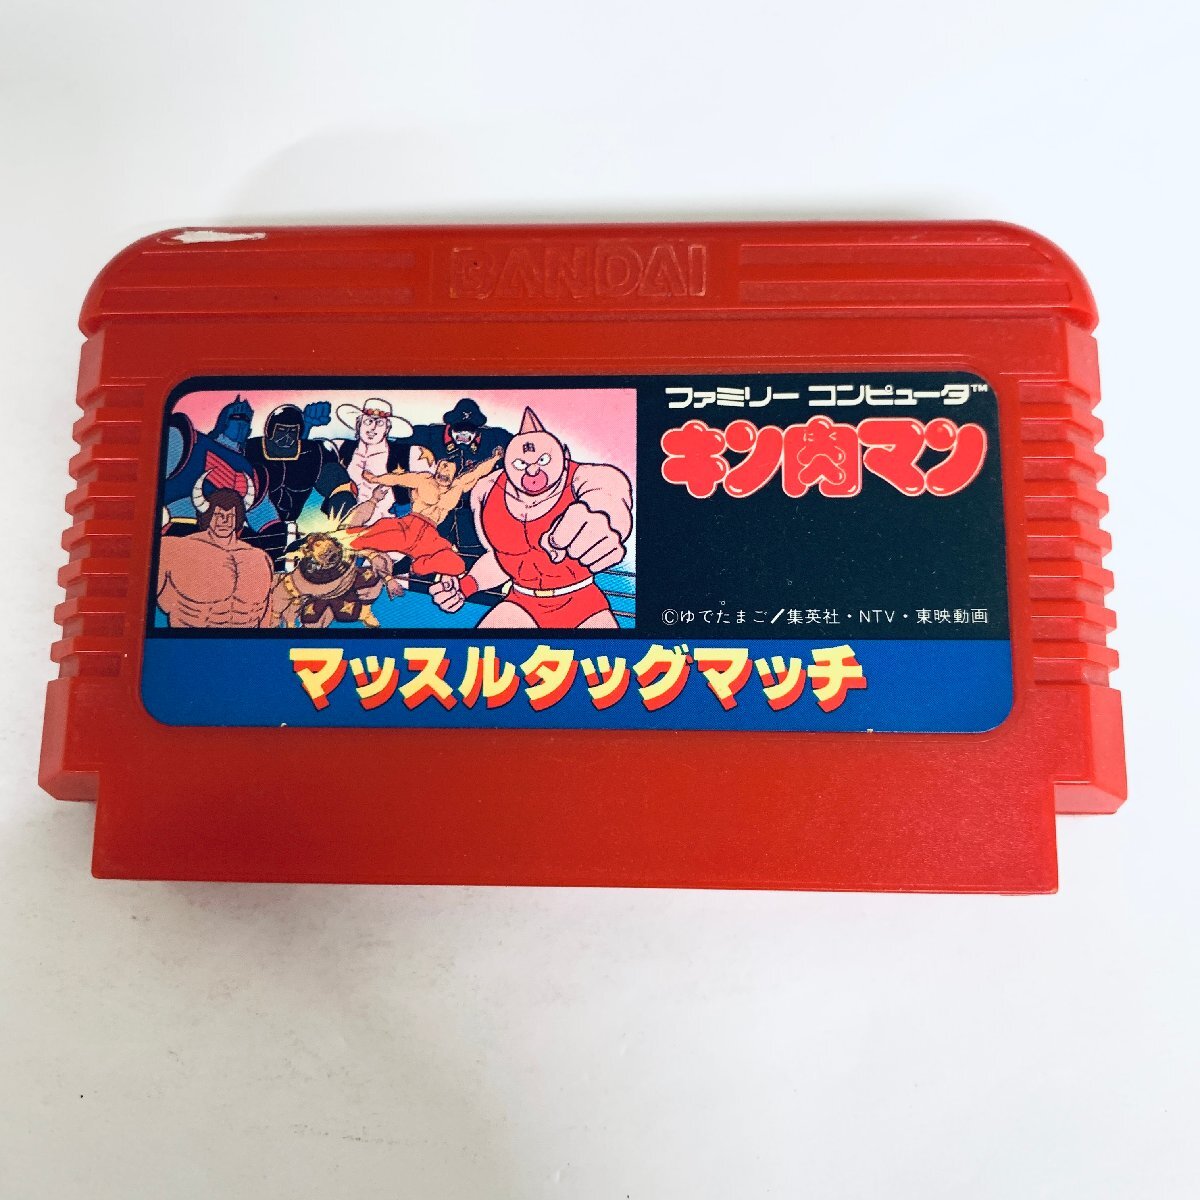 BANDAI
ファミリー コンピュータ™
キン肉マン
肉
©ゆでたまご/集英社・NTV・東映動画
マッスルタッグマッチ